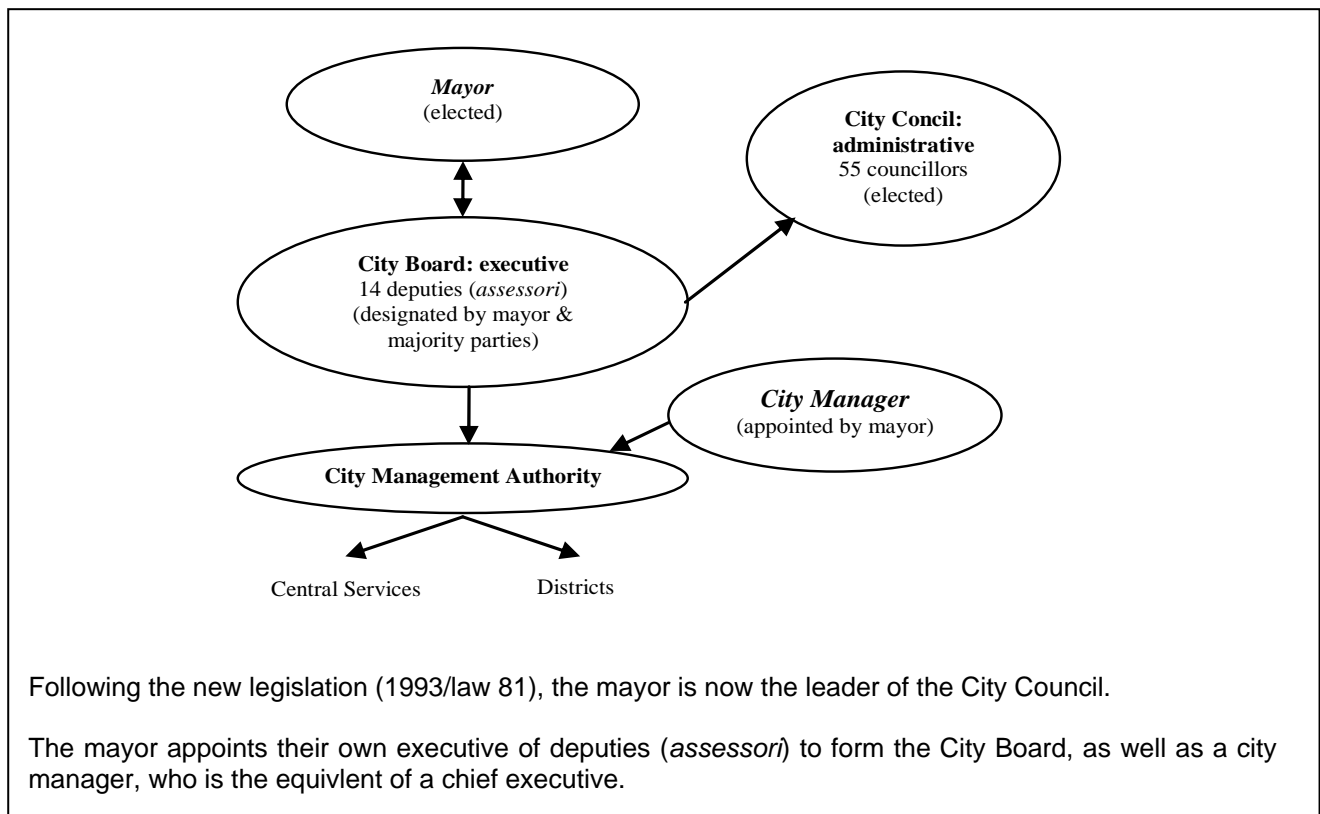 Mayor
(elected)
City Concil:
administrative
55 councillors
(elected)
City Board: executive
14 deputies (assessori)
(designated by mayor &
majority parties)
City Manager
(appointed by mayor)
City Management Authority
Central Services
Districts
Following the new legislation (1993/law 81), the mayor is now the leader of the City Council.
The mayor appoints their own executive of deputies (assessori) to form the City Board, as well as a city
manager, who is the equivlent of a chief executive.